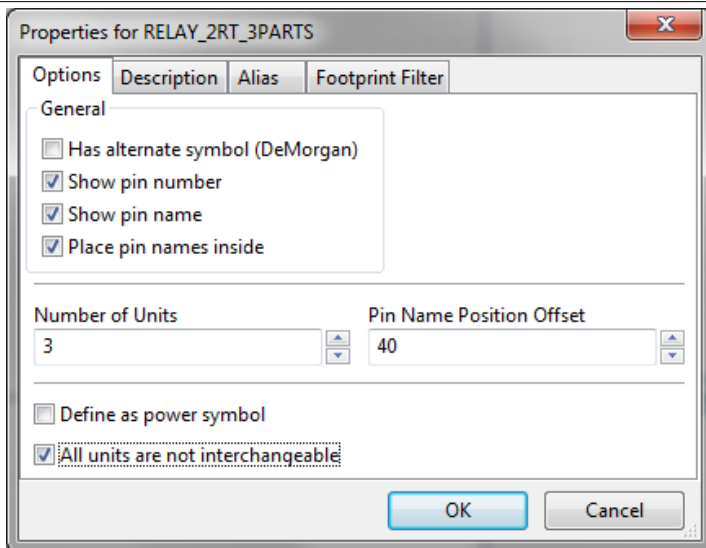 Properties for RELAY_2RT_3PARTS
Options Description Alias Footprint Filter
General
Has alternate symbol (DeMorgan)
Show pin number
Show pin name
Place pin names inside
Number of Units Pin Name Position Offset
3 40
Define as power symbol
All units are not interchangeable
OK Cancel